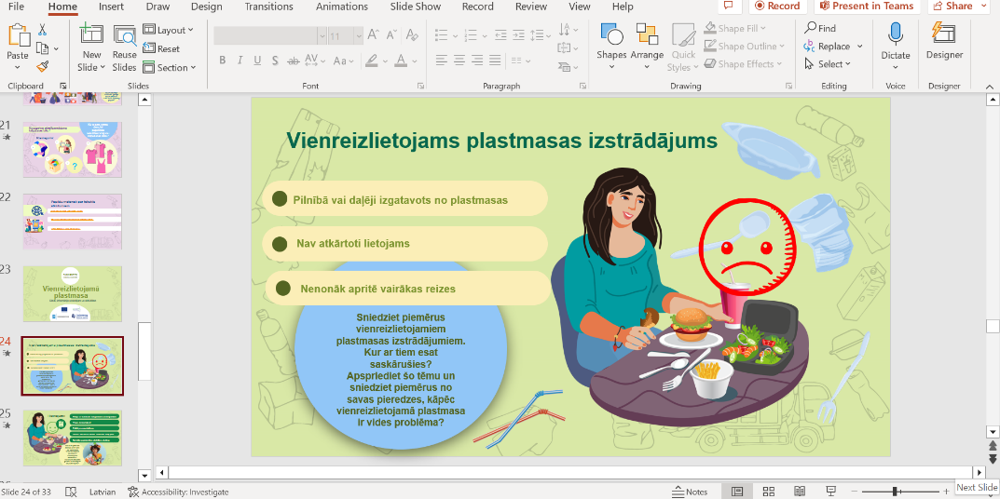 File Home Insert Draw Design Transitions Animations Slide Show Record Review View Help Record Present in Teams Share
Paste
New Slide
Reuse Slides
Layout
Reset
Section
11
B I U S ab AV Aa A
Shapes
Arrange
Quick Styles
Shape Fill
Shape Outline
Shape Effects
Find
Replace
Select
Dictate
Designer
Clipboard Slides Font Paragraph Drawing Editing Voice Designer
21
22
23
Vienreizlietojamā
plastmasa
24
25
Vienreizlietojams plastmasas izstrādājums
Pilnībā vai daļēji izgatavots no plastmasas
Nav atkārtoti lietojams
Nenonāk apritē vairākas reizes
Sniedziet piemērus
vienreizlietojamiem
plastmasas izstrādājumiem.
Kur ar tiem esat
saskārušies?
Apspriediet šo tēmu un
sniedziet piemērus no
savas pieredzes, kāpēc
vienreizlietojamā plastmasa
ir vides problēma?
Slide 24 of 33 Latvian Accessibility: Investigate Notes
Next Slide